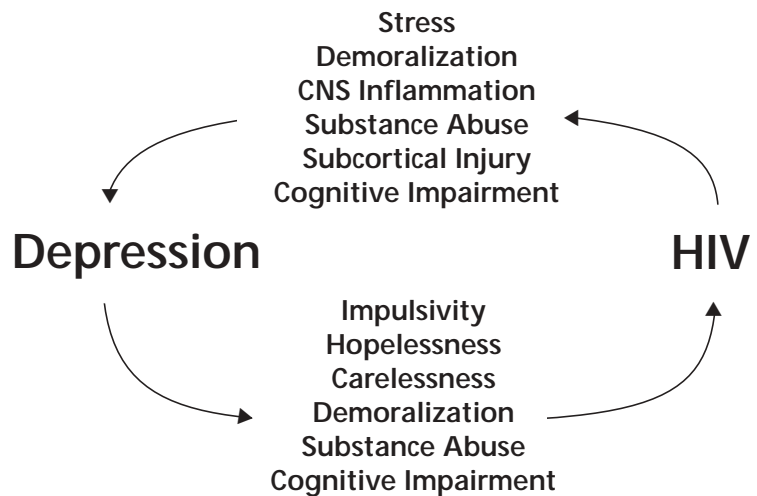 Stress
Demoralization
CNS Inflammation
Substance Abuse
Subcortical Injury
Cognitive Impairment
Depression
HIV
Impulsivity
Hopelessness
Carelessness
Demoralization
Substance Abuse
Cognitive Impairment